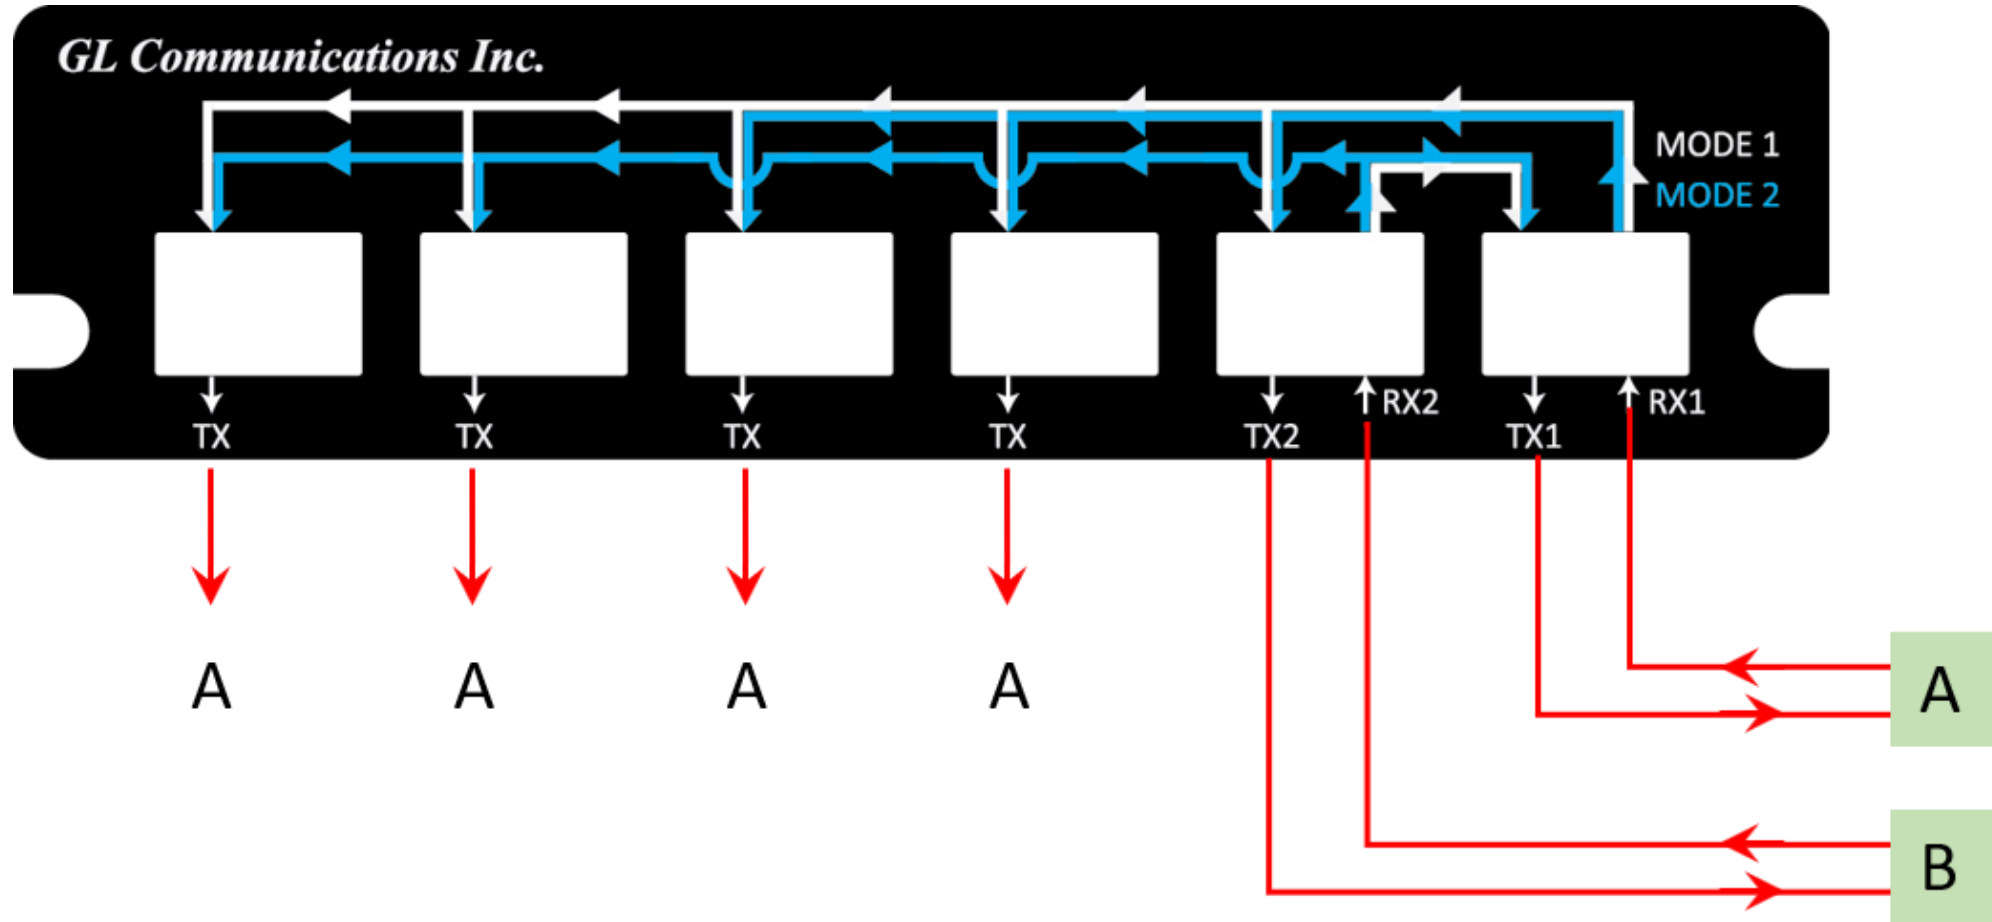 GL Communications Inc.
MODE 1
MODE 2
RX2
RX1
TX
TX
TX
TX
TX2
TX1
A
A
A
A
A
B